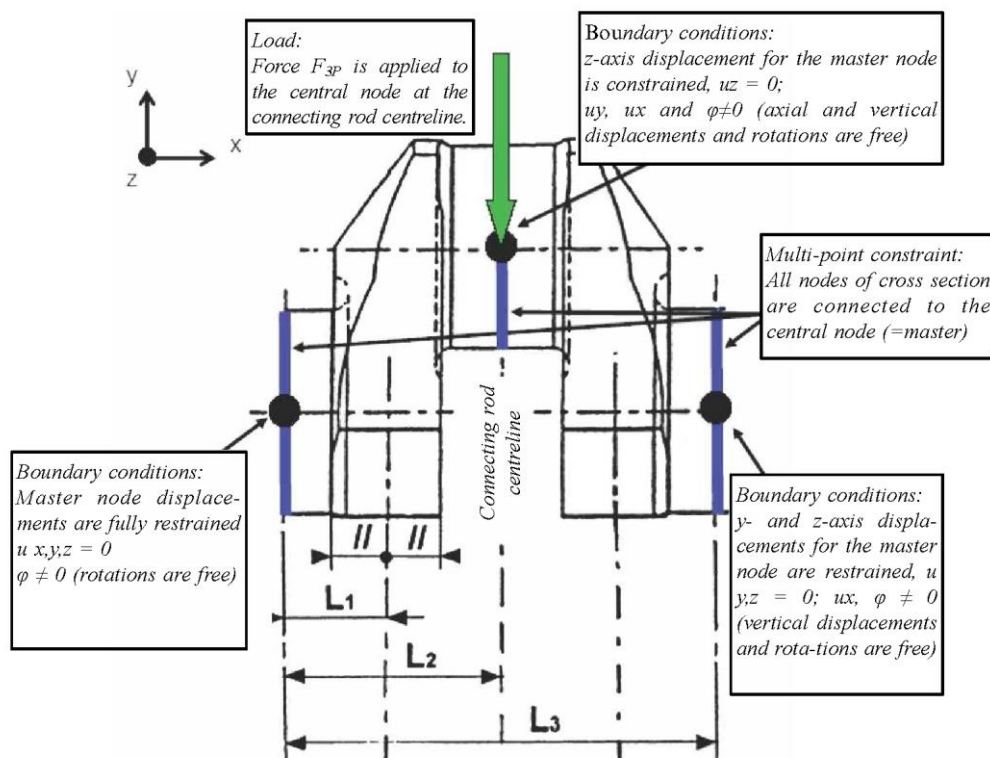 Load:
Force F3P is applied to
the central node at the
connecting rod centreline.
Boundary conditions:
z-axis displacement for the master node
is constrained, uz = 0;
uy, ux and φ≠0 (axial and vertical
displacements and rotations are free)
y
x
z
Multi-point constraint:
All nodes of cross section
are connected to the
central node (=master)
Connecting rod
centreline
Boundary conditions:
Master node displace-
ments are fully restrained
u x,y,z = 0
φ ≠ 0 (rotations are free)
Boundary conditions:
y- and z-axis displa-
cements for the master
node are restrained, u
y,z = 0; ux, φ ≠ 0
(vertical displacements
and rota-tions are free)
// //
L1
L2
L3